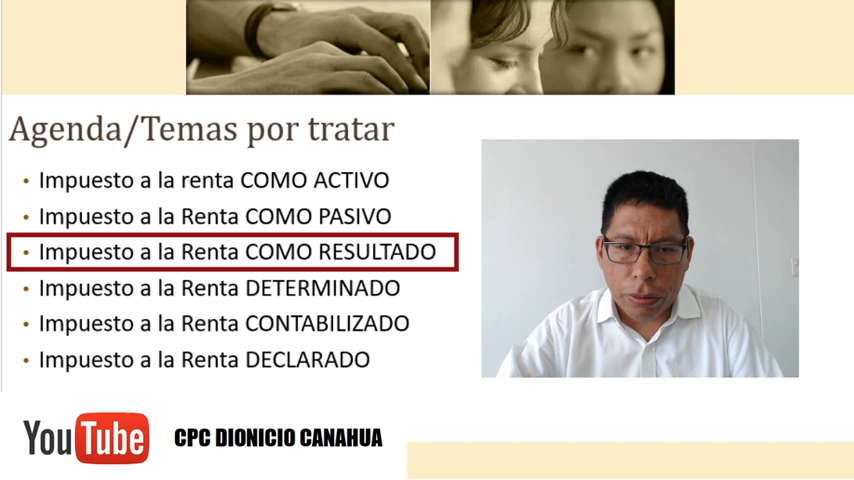 Agenda/Temas por tratar
• Impuesto a la renta COMO ACTIVO
• Impuesto a la Renta COMO PASIVO
• Impuesto a la Renta COMO RESULTADO
• Impuesto a la Renta DETERMINADO
• Impuesto a la Renta CONTABILIZADO
• Impuesto a la Renta DECLARADO
YouTube CPC DIONICIO CANAHUA